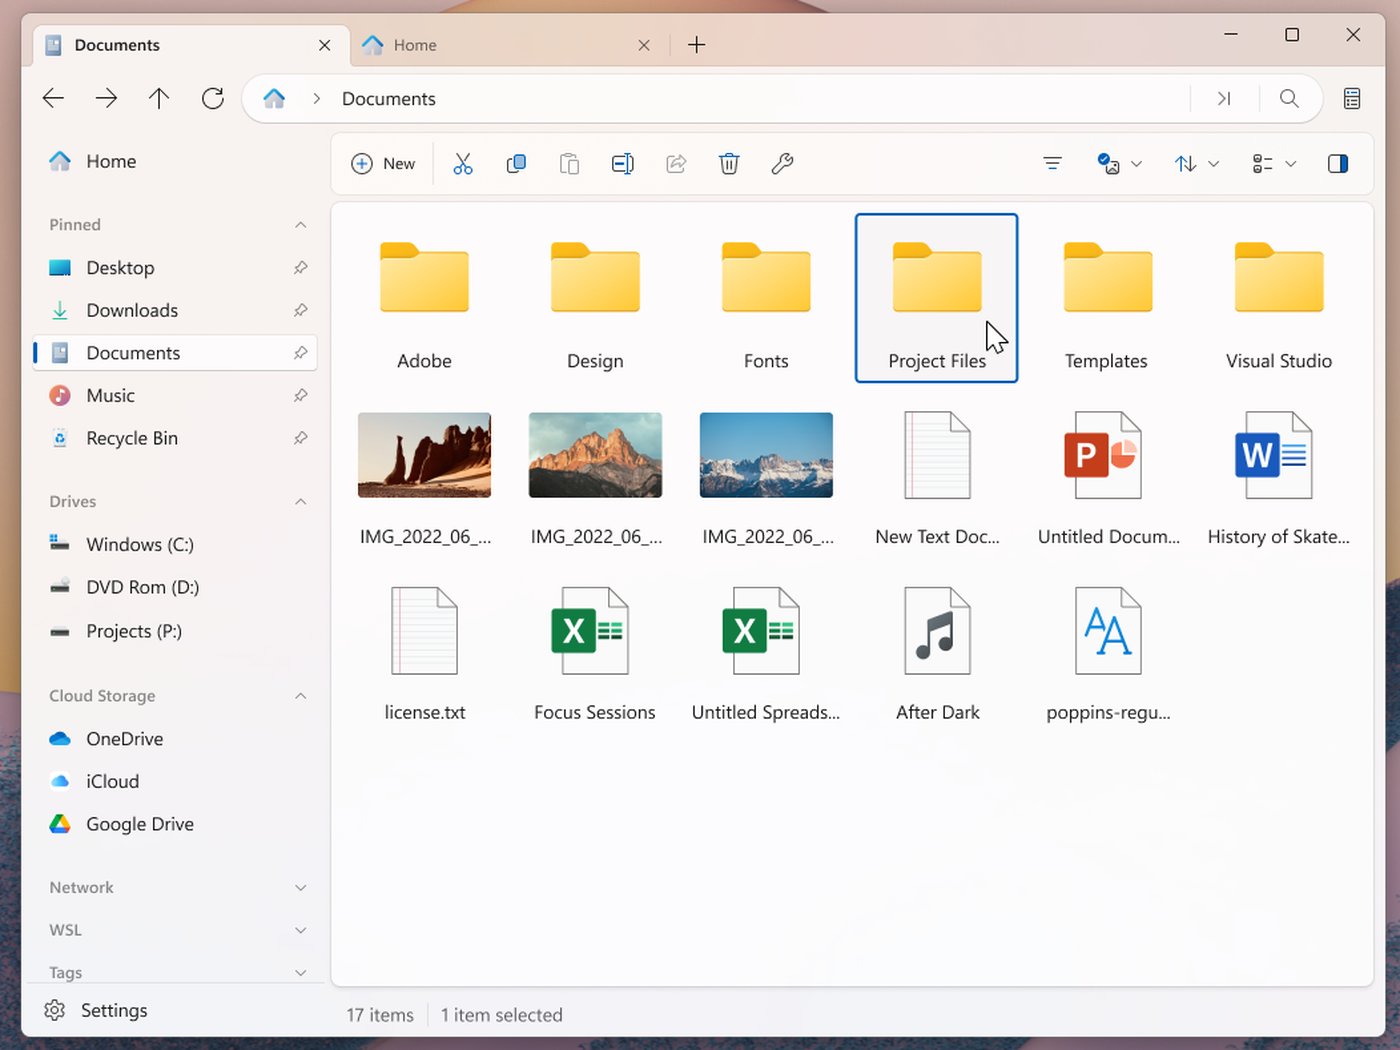 Documents
Home
Documents
New
Home
Pinned
Desktop
Downloads
Documents
Music
Recycle Bin
Drives
Windows (C:)
DVD Rom (D:)
Projects (P:)
Cloud Storage
OneDrive
iCloud
Google Drive
Network
WSL
Tags
Settings
Adobe
Design
Fonts
Project Files
Templates
Visual Studio
P
W
IMG_2022_06_...
IMG_2022_06_...
IMG_2022_06_...
New Text Doc...
Untitled Docum...
History of Skate...
X
X
AA
license.txt
Focus Sessions
Untitled Spreads...
After Dark
poppins-regu...
17 items
1 item selected